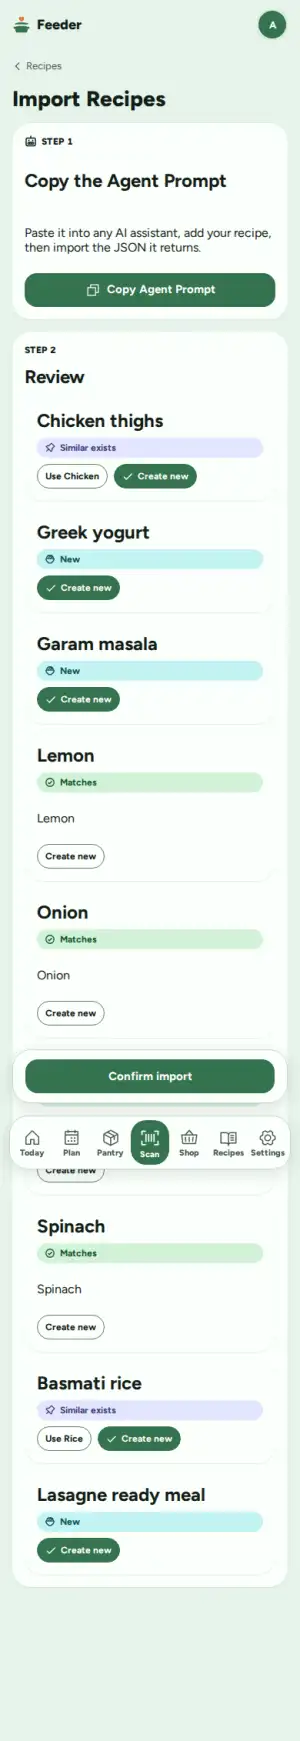 Feeder
A
Recipes
Import Recipes
STEP 1
Copy the Agent Prompt
Paste it into any AI assistant, add your recipe,
then import the JSON it returns.
Copy Agent Prompt
STEP 2
Review
Chicken thighs
Similar exists
Use Chicken
Create new
Greek yogurt
New
Create new
Garam masala
New
Create new
Lemon
Matches
Lemon
Create new
Onion
Matches
Onion
Create new
Confirm import
Today
Plan
Pantry
Scan
Shop
Recipes
Settings
Create new
Spinach
Matches
Spinach
Create new
Basmati rice
Similar exists
Use Rice
Create new
Lasagne ready meal
New
Create new